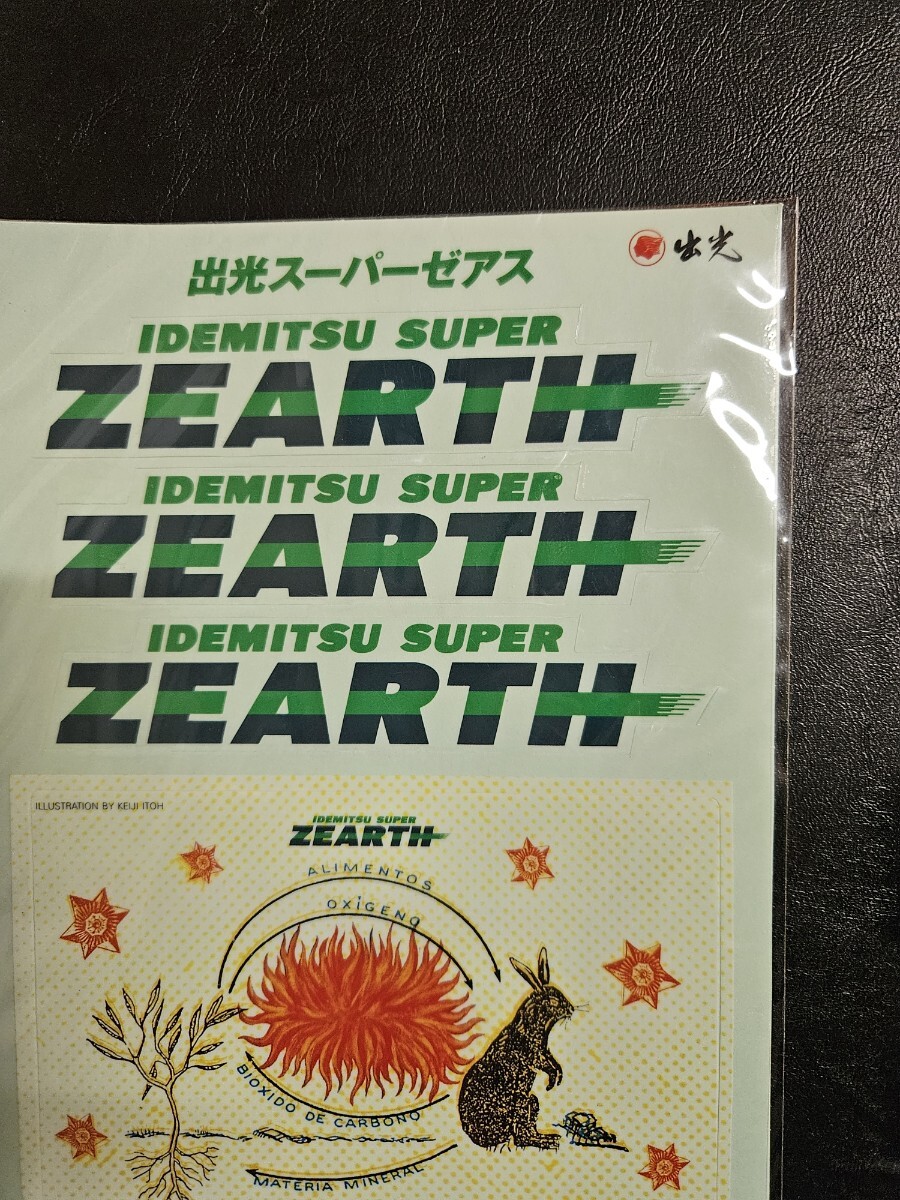 出光
出光スーパーゼアス
IDEMITSU SUPER
ZEARTH
IDEMITSU SUPER
ZEARTH
IDEMITSU SUPER
ZEARTH
ILLUSTRATION BY KEIJI ITOH
IDEMITSU SUPER
ZEARTH
ALIMENTOS
OXÍGENO
BIOXIDO DE CARBONO
MATERIA MINERAL